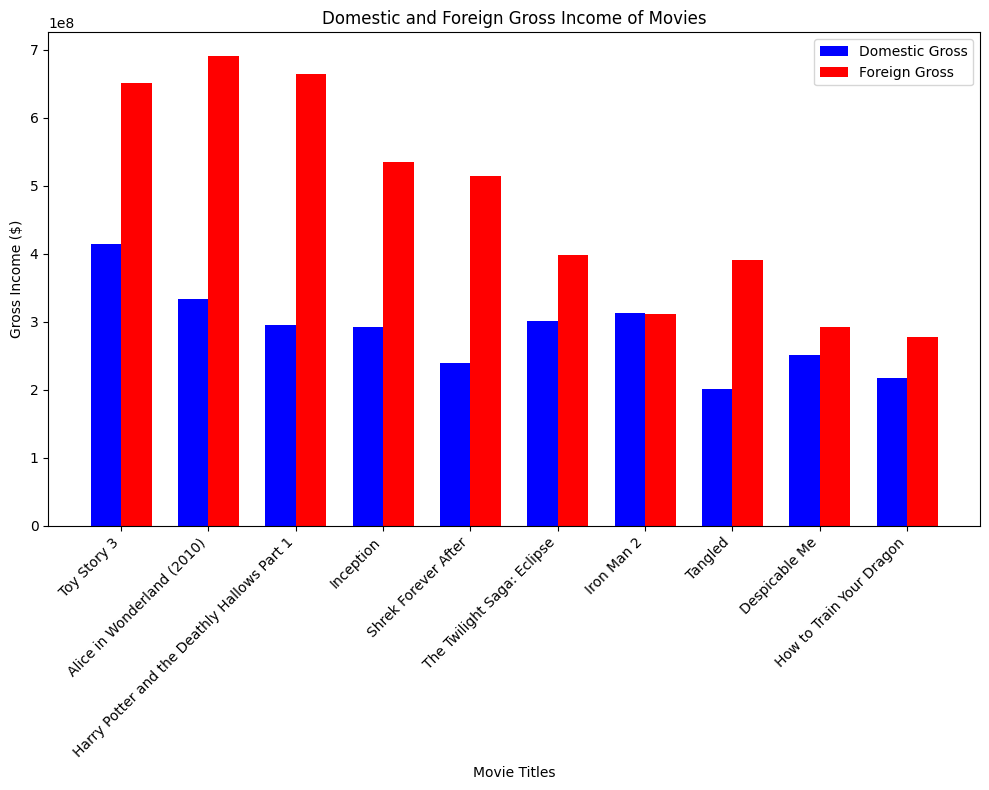 Domestic and Foreign Gross Income of Movies
1e8
Domestic Gross
Foreign Gross
7
6
5
4
3
2
1
0
Gross Income ($)
Toy Story 3
Alice in Wonderland (2010)
Harry Potter and the Deathly Hallows Part 1
Inception
Shrek Forever After
The Twilight Saga: Eclipse
Iron Man 2
Tangled
Despicable Me
How to Train Your Dragon
Movie Titles